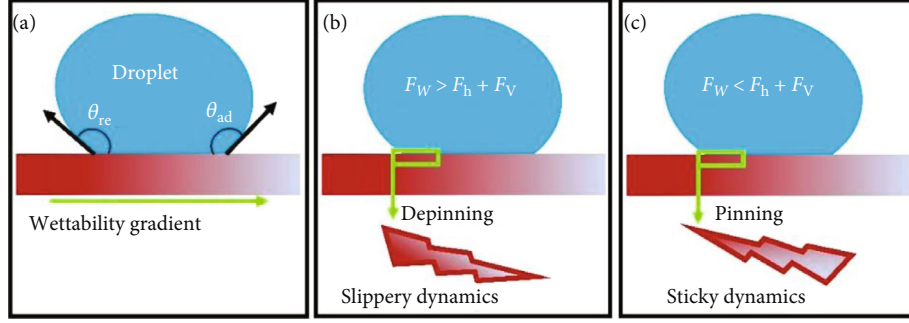 (a)
Droplet
θre
θad
Wettability gradient
(b)
FW > Fh + FV
Depinning
Slippery dynamics
(c)
FW < Fh + FV
Pinning
Sticky dynamics